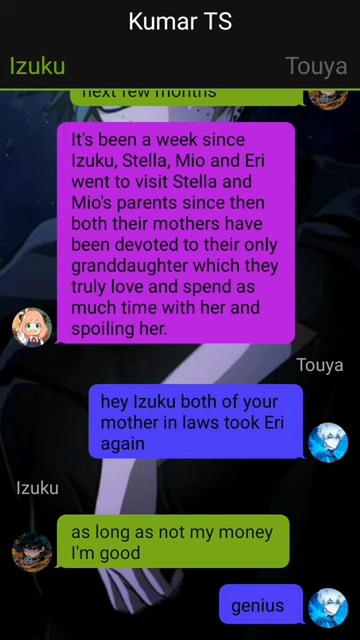 Kumar TS
Izuku
Touya
next few months
It's been a week since
Izuku, Stella, Mio and Eri
went to visit Stella and
Mio's parents since then
both their mothers have
been devoted to their only
granddaughter which they
truly love and spend as
much time with her and
spoiling her.
Touya
hey Izuku both of your
mother in laws took Eri
again
Izuku
as long as not my money
I'm good
genius